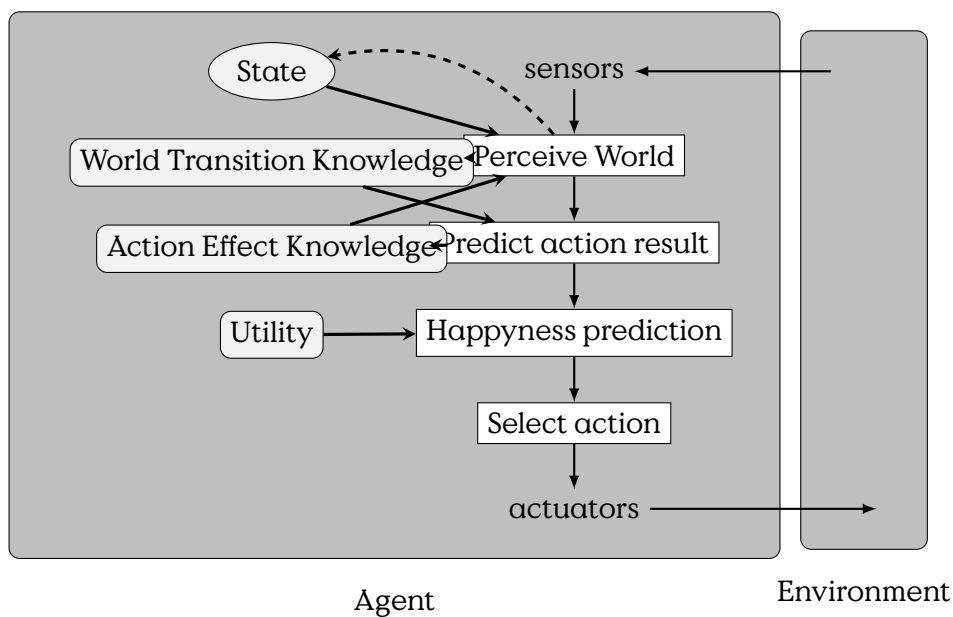 State
sensors
World Transition Knowledge
Perceive World
Action Effect Knowledge
Predict action result
Utility
Happyness prediction
Select action
actuators
Agent
Environment